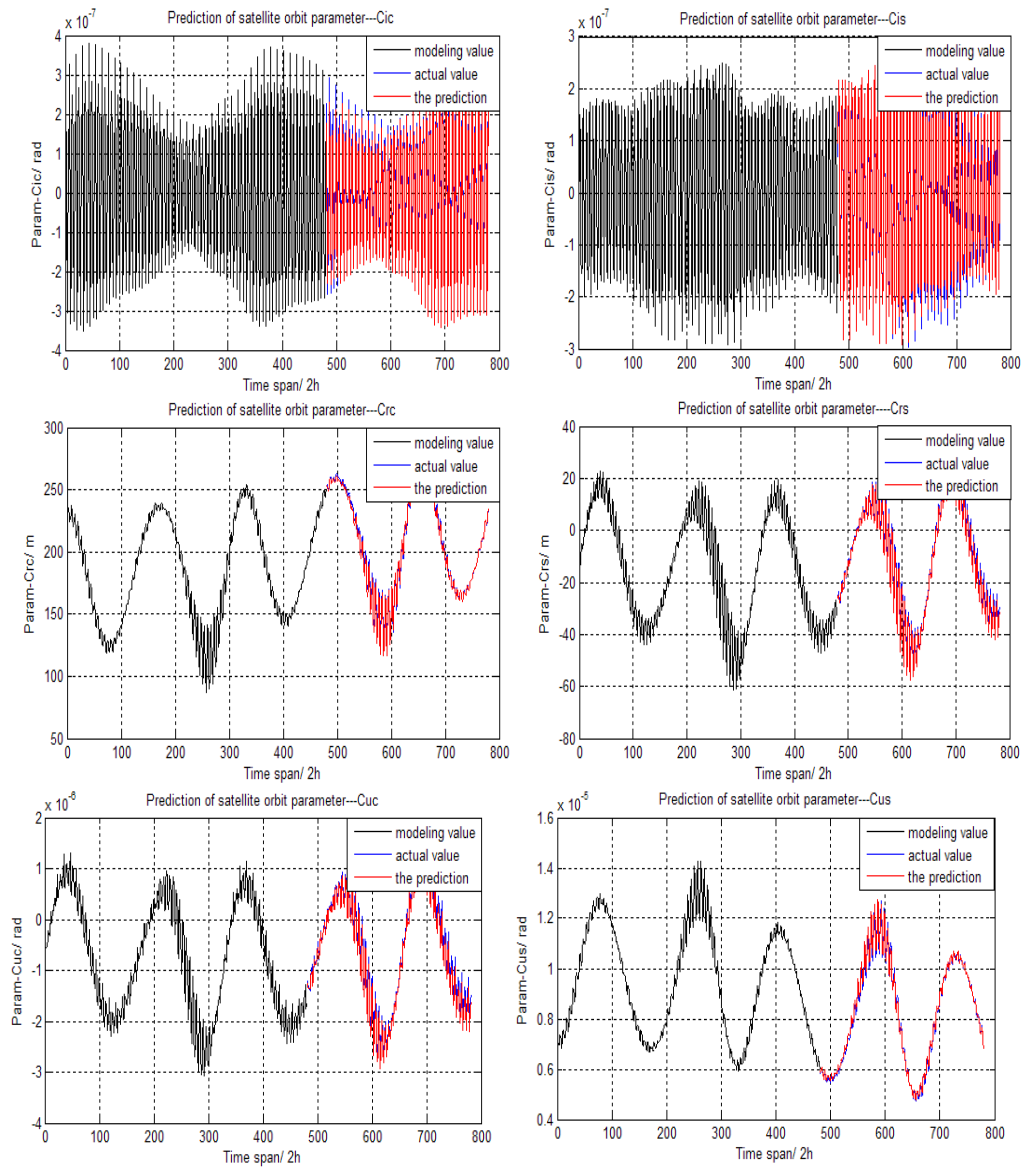 Prediction of satellite orbit parameter---Cic
x 10^-7
4
3
2
1
0
-1
-2
-3
-4
Param-Cic/ rad
0 100 200 300 400 500 600 700 800
Time span/ 2h
modeling value
actual value
the prediction
Prediction of satellite orbit parameter---Cis
x 10^-7
3
2
1
0
-1
-2
-3
Param-Cis/ rad
0 100 200 300 400 500 600 700 800
Time span/ 2h
modeling value
actual value
the prediction
Prediction of satellite orbit parameter---Crc
300
250
200
150
100
50
Param-Crc/ m
0 100 200 300 400 500 600 700 800
Time span/ 2h
modeling value
actual value
the prediction
Prediction of satellite orbit parameter----Crs
40
20
0
-20
-40
-60
-80
Param-Crs/ m
0 100 200 300 400 500 600 700 800
Time span/ 2h
modeling value
actual value
the prediction
Prediction of satellite orbit parameter---Cuc
x 10^-6
2
1
0
-1
-2
-3
-4
Param-Cuc/ rad
0 100 200 300 400 500 600 700 800
Time span/ 2h
modeling value
actual value
the prediction
Prediction of satellite orbit parameter---Cus
x 10^-5
1.6
1.4
1.2
1
0.8
0.6
0.4
Param-Cus/ rad
0 100 200 300 400 500 600 700 800
Time span/ 2h
modeling value
actual value
the prediction